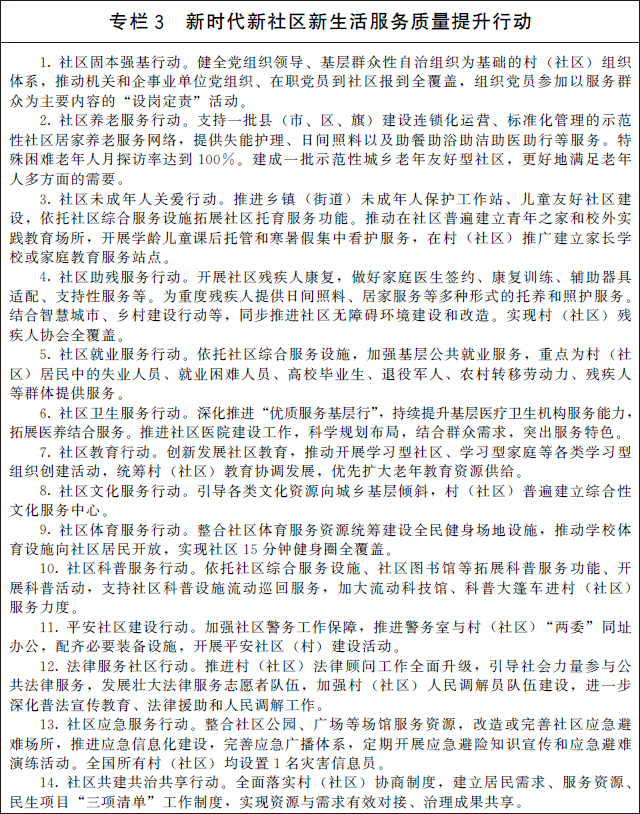 专栏 3　新时代新社区新生活服务质量提升行动
1. 社区固本强基行动。健全党组织领导、基层群众性自治组织为基础的村（社区）组织
体系，推动机关和企事业单位党组织、在职党员到社区报到全覆盖，组织党员参加以服务群
众为主要内容的“设岗定责”活动。
2. 社区养老服务行动。支持一批县（市、区、旗）建设连锁化运营、标准化管理的示范
性社区居家养老服务网络，提供失能护理、日间照料以及助餐助浴助洁助医助行等服务。特
殊困难老年人月探访率达到 100％。建成一批示范性城乡老年友好型社区，更好地满足老年
人多方面的需要。
3. 社区未成年人关爱行动。推进乡镇（街道）未成年人保护工作站、儿童友好社区建
设，依托社区综合服务设施拓展社区托育服务功能。推动在社区普遍建立青年之家和校外实
践教育场所，开展学龄儿童课后托管和寒暑假集中看护服务，在村（社区）推广建立家长学
校或家庭教育服务站点。
4. 社区助残服务行动。开展社区残疾人康复，做好家庭医生签约、康复训练、辅助器具
适配、支持性服务等。为重度残疾人提供日间照料、居家服务等多种形式的托养和照护服务。
结合智慧城市、乡村建设行动等，同步推进社区无障碍环境建设和改造。实现村（社区）残
疾人协会全覆盖。
5. 社区就业服务行动。依托社区综合服务设施，加强基层公共就业服务，重点为村（社
区）居民中的失业人员、就业困难人员、高校毕业生、退役军人、农村转移劳动力、残疾人
等群体提供服务。
6. 社区卫生服务行动。深化推进“优质服务基层行”，持续提升基层医疗卫生机构服务能力，
拓展医养结合服务。推进社区医院建设工作，科学规划布局，结合群众需求，突出服务特色。
7. 社区教育行动。创新发展社区教育，推动开展学习型社区、学习型家庭等各类学习型
组织创建活动，统筹村（社区）教育协调发展，优先扩大老年教育资源供给。
8. 社区文化服务行动。引导各类文化资源向城乡基层倾斜，村（社区）普遍建立综合性
文化服务中心。
9. 社区体育服务行动。整合社区体育服务资源统筹建设全民健身场地设施，推动学校体
育设施向社区居民开放，实现社区 15 分钟健身圈全覆盖。
10. 社区科普服务行动。依托社区综合服务设施、社区图书馆等拓展科普服务功能、开
展科普活动，支持社区科普设施流动巡回服务，加大流动科技馆、科普大篷车进村（社区）
服务力度。
11. 平安社区建设行动。加强社区警务工作保障，推进警务室与村（社区）“两委”同址
办公，配齐必要装备设施，开展平安社区（村）建设活动。
12. 法律服务社区行动。推进村（社区）法律顾问工作全面升级，引导社会力量参与公
共法律服务，发展壮大法律服务志愿者队伍，加强村（社区）人民调解员队伍建设，进一步
深化普法宣传教育、法律援助和人民调解工作。
13. 社区应急服务行动。整合社区公园、广场等场馆服务资源，改造或完善社区应急避
难场所，推进应急信息化建设，完善应急广播体系，定期开展应急避险知识宣传和应急避难
演练活动。全国所有村（社区）均设置 1 名灾害信息员。
14. 社区共建共治共享行动。全面落实村（社区）协商制度，建立居民需求、服务资源、
民生项目“三项清单”工作制度，实现资源与需求有效对接、治理成果共享。